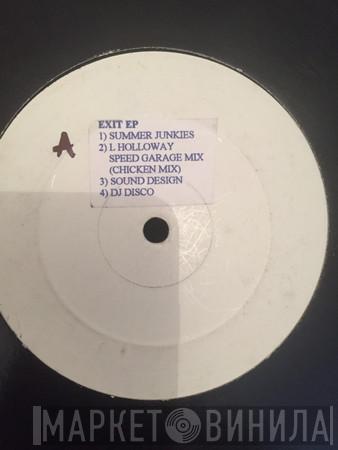 EXIT EP
1) SUMMER JUNKIES
2) L HOLLOWAY
SPEED GARAGE MIX
(CHICKEN MIX)
3) SOUND DESIGN
4) DJ DISCO
A
МАРКЕТ ВИНИЛА